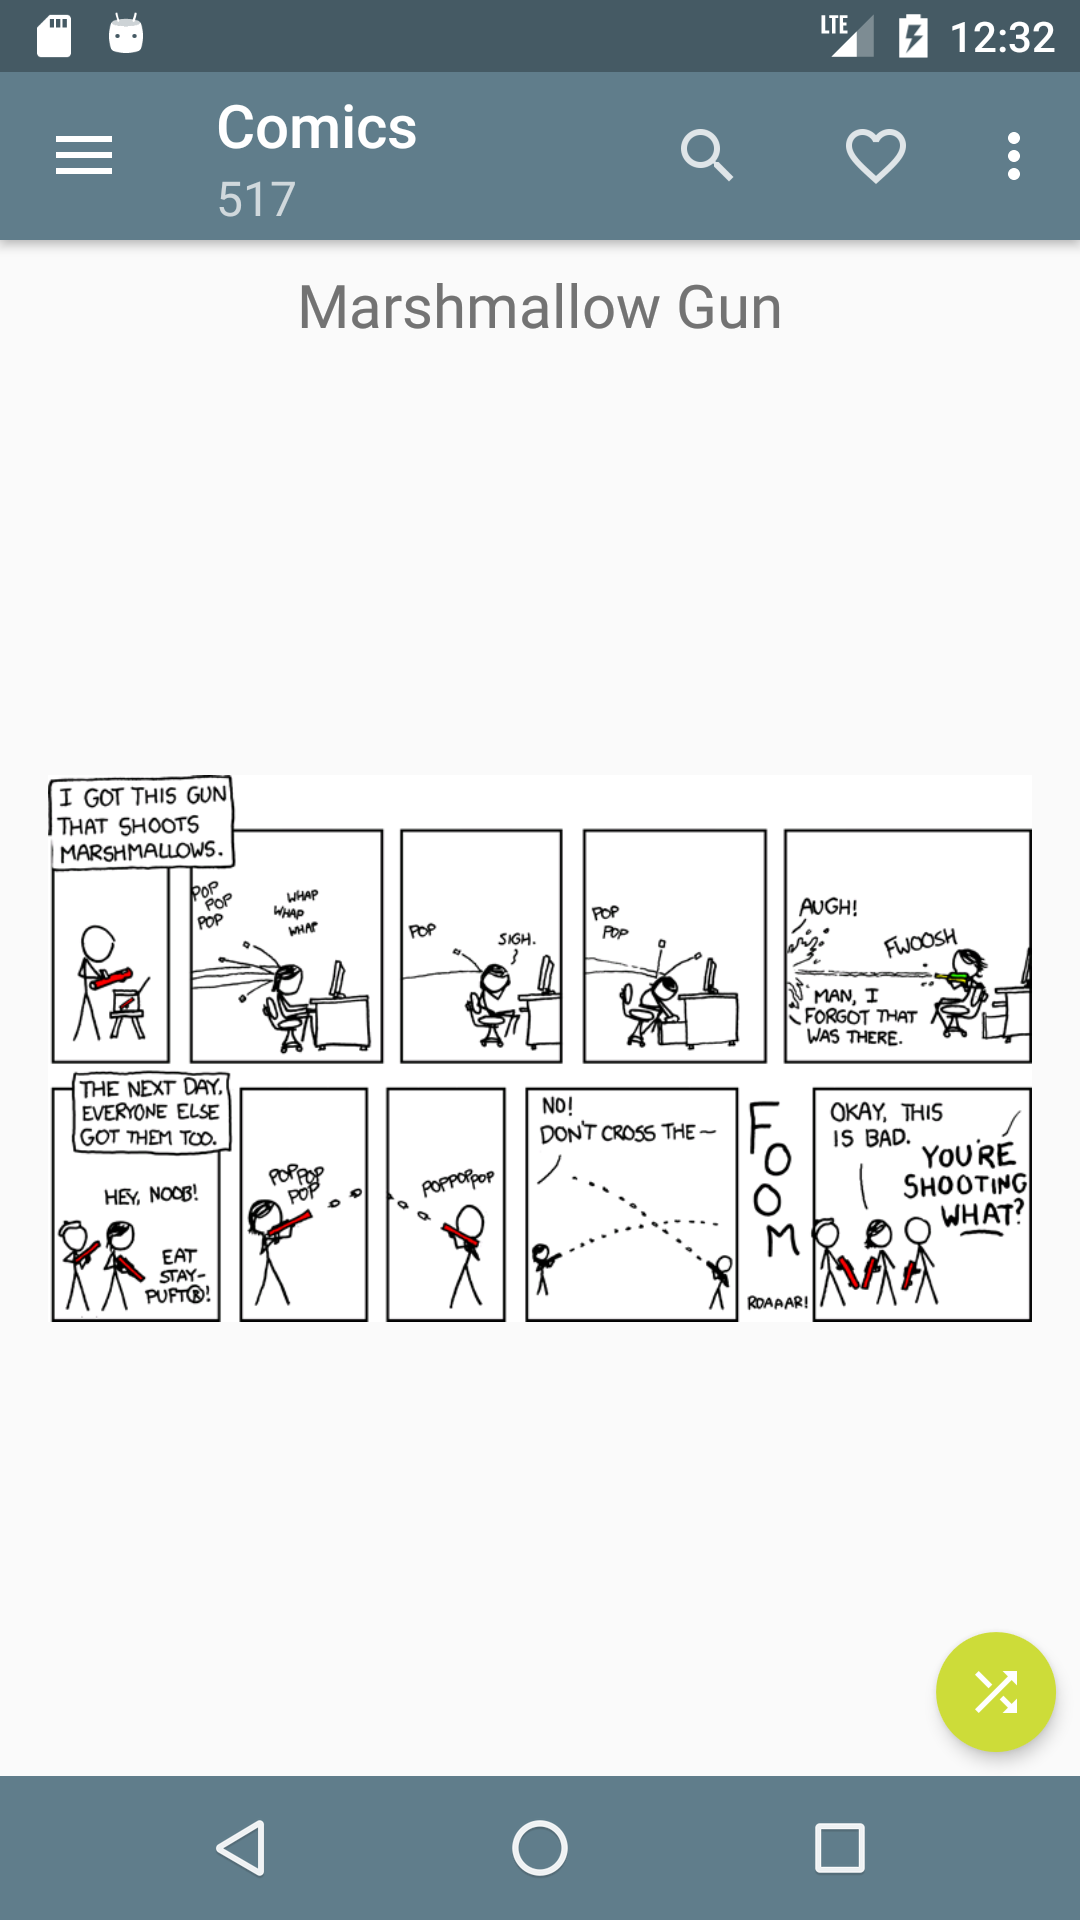 LTE 12:32
Comics
517
Marshmallow Gun
I GOT THIS GUN
THAT SHOOTS
MARSHMALLOWS.
POP
POP
POP
WHAP
WHAP
WHAP
POP
SIGH.
POP
POP
AUGH!
FWOOSH
MAN, I
FORGOT THAT
WAS THERE.
THE NEXT DAY,
EVERYONE ELSE
GOT THEM TOO.
HEY, NOOB!
EAT
STAY-
PUFT®!
POPPOP
POP
POPPOPPOP
NO!
DON'T CROSS THE—
FOOM
ROAAAR!
OKAY, THIS
IS BAD.
YOU'RE
SHOOTING
WHAT?